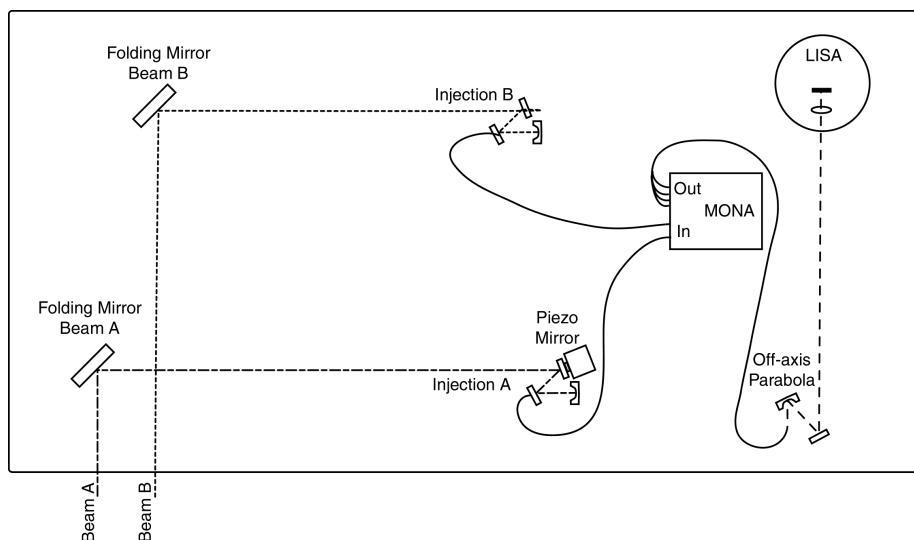 Folding Mirror
Beam B
Injection B
LISA
Out
MONA
In
Folding Mirror
Beam A
Piezo
Mirror
Injection A
Off-axis
Parabola
Beam A
Beam B